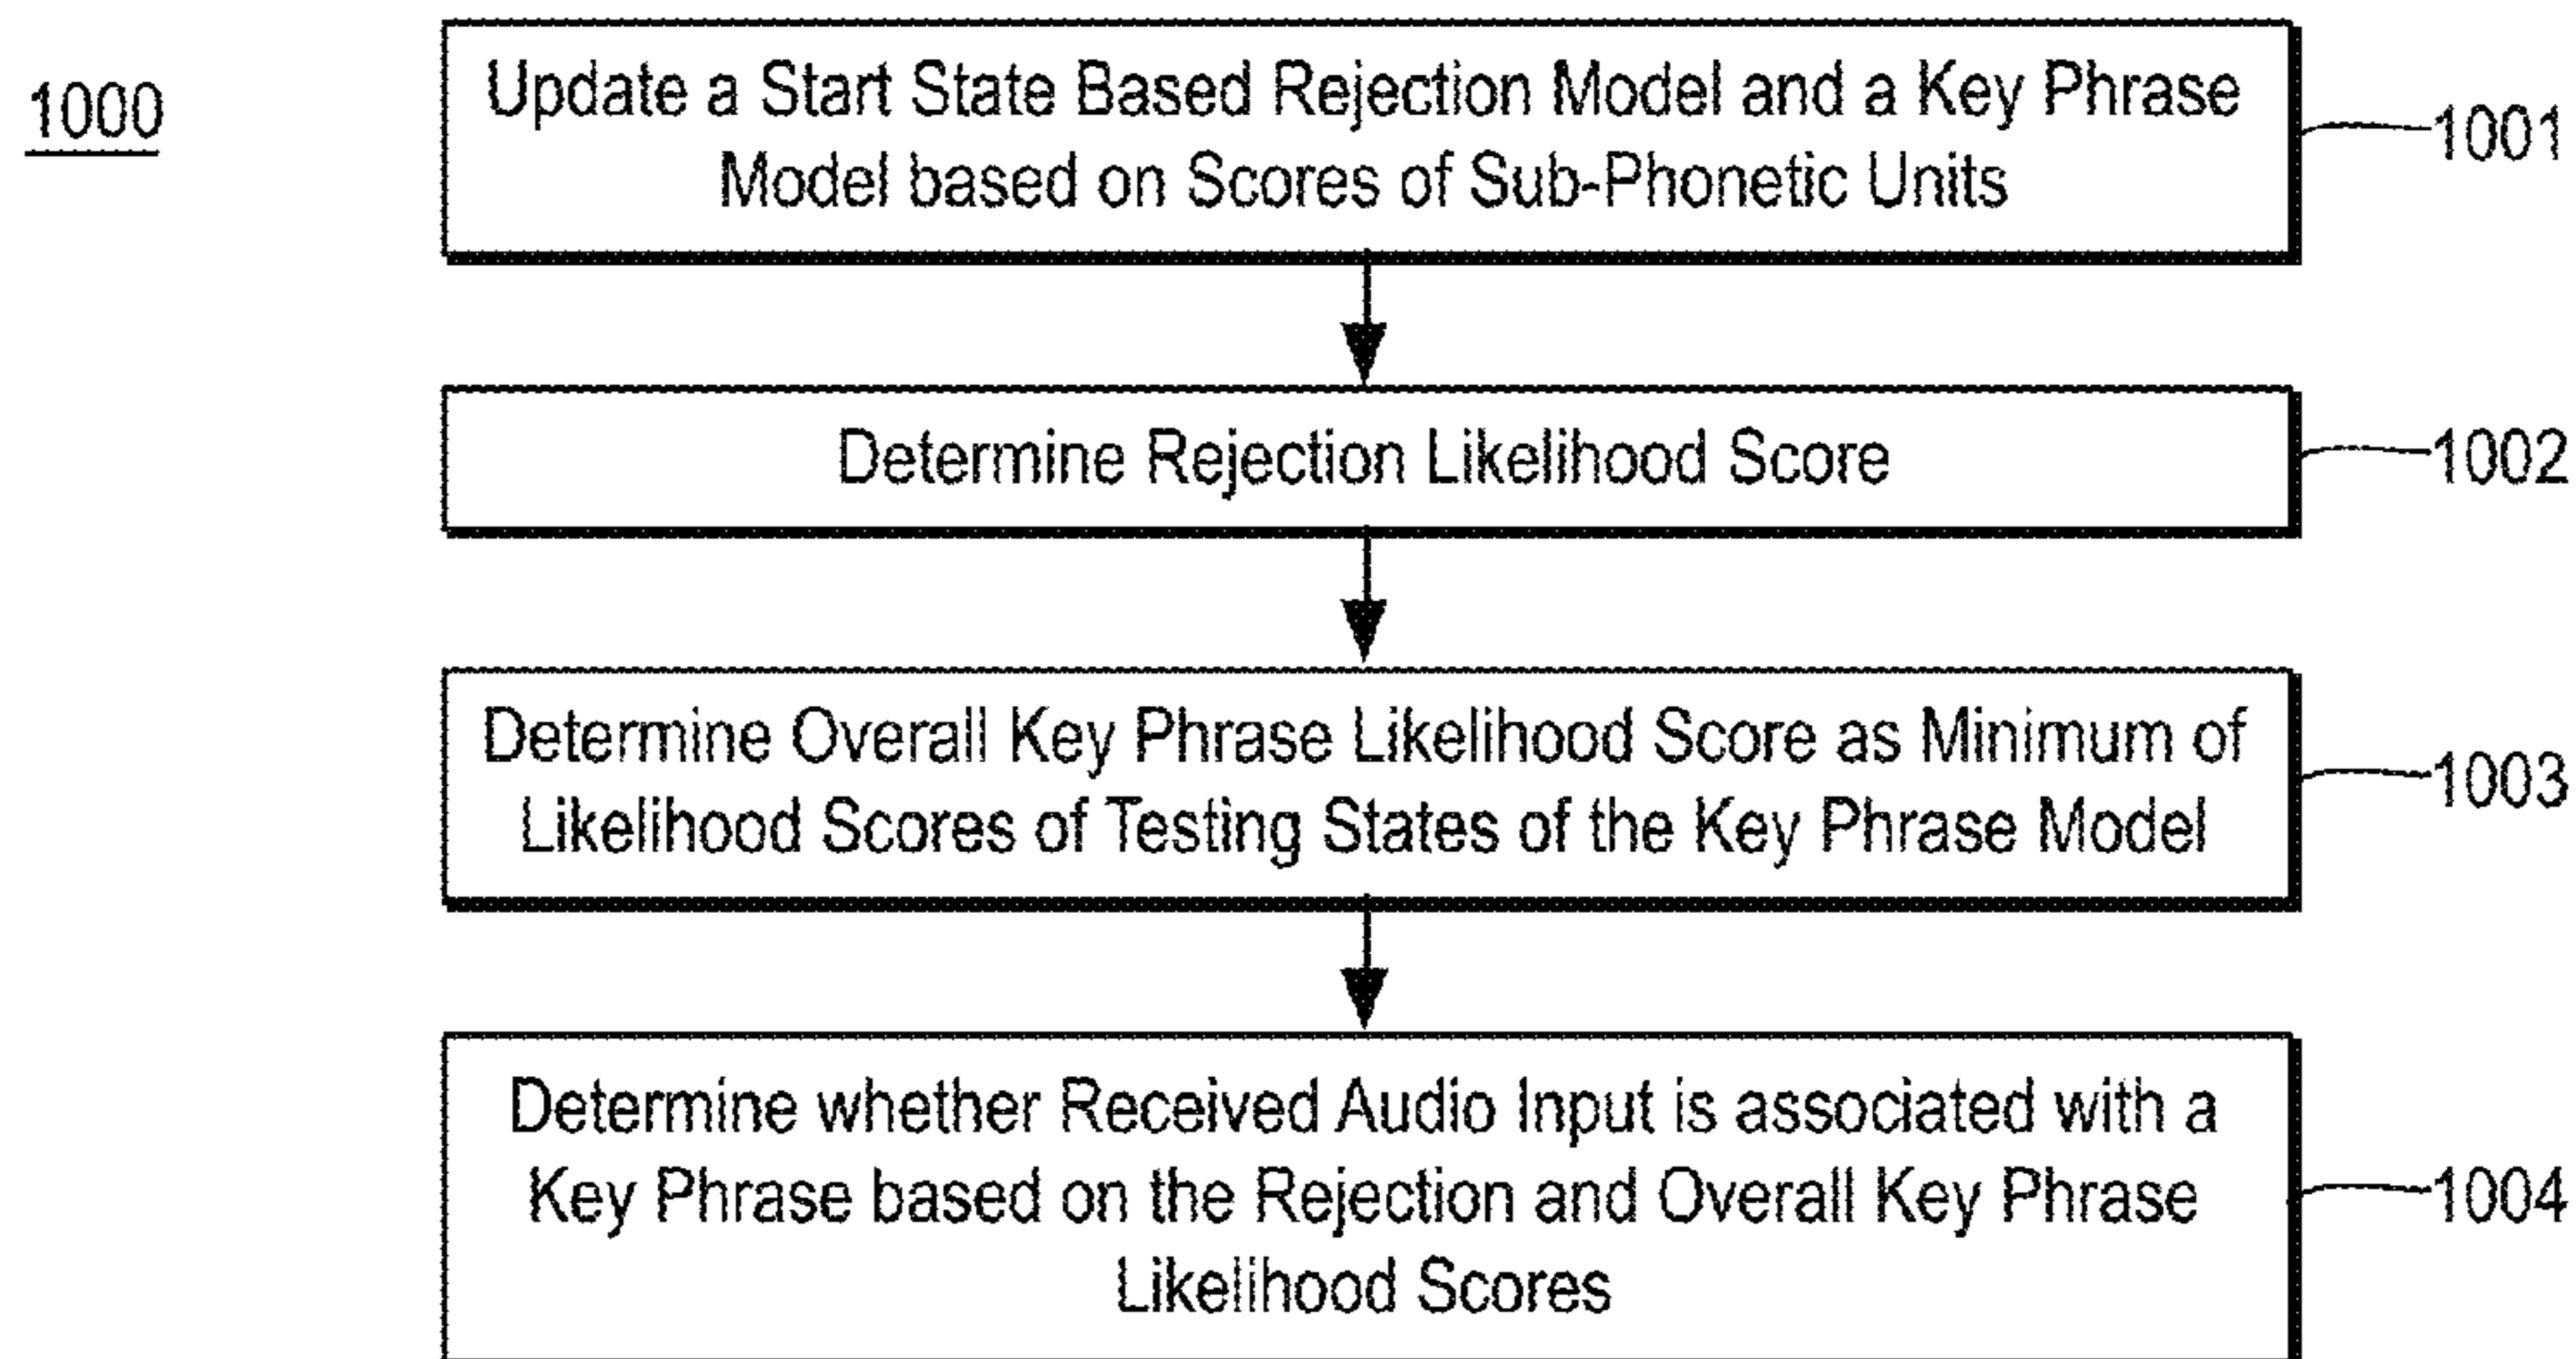 1000
Update a Start State Based Rejection Model and a Key Phrase
Model based on Scores of Sub-Phonetic Units
1001
Determine Rejection Likelihood Score
1002
Determine Overall Key Phrase Likelihood Score as Minimum of
Likelihood Scores of Testing States of the Key Phrase Model
1003
Determine whether Received Audio Input is associated with a
Key Phrase based on the Rejection and Overall Key Phrase
Likelihood Scores
1004